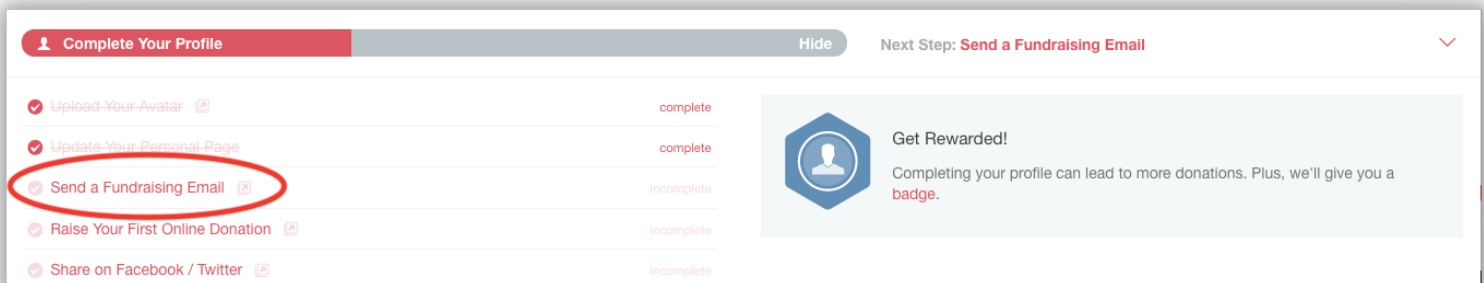 Complete Your Profile
Hide
Next Step: Send a Fundraising Email
Upload Your Avatar
complete
Update Your Personal Page
complete
Send a Fundraising Email
incomplete
Raise Your First Online Donation
incomplete
Share on Facebook / Twitter
incomplete
Get Rewarded!
Completing your profile can lead to more donations. Plus, we'll give you a
badge.